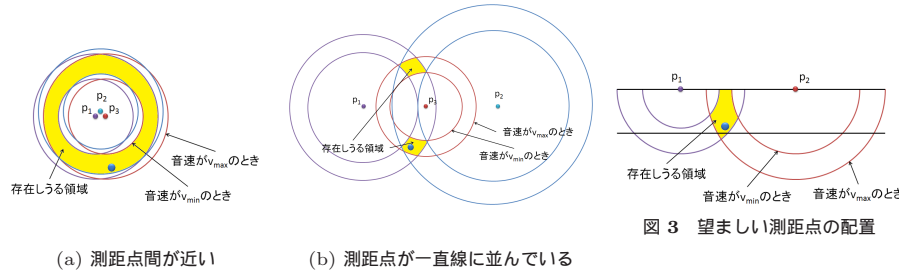 p2
p1
p3
音速がvmaxのとき
存在しうる領域
音速がvminのとき
(a) 測距点間が近い
p1
p3
p2
音速がvmaxのとき
音速がvminのとき
存在しうる領域
(b) 測距点が一直線に並んでいる
p1
p2
存在しうる領域
音速がvminのとき
音速がvmaxのとき
図 3 望ましい測距点の配置